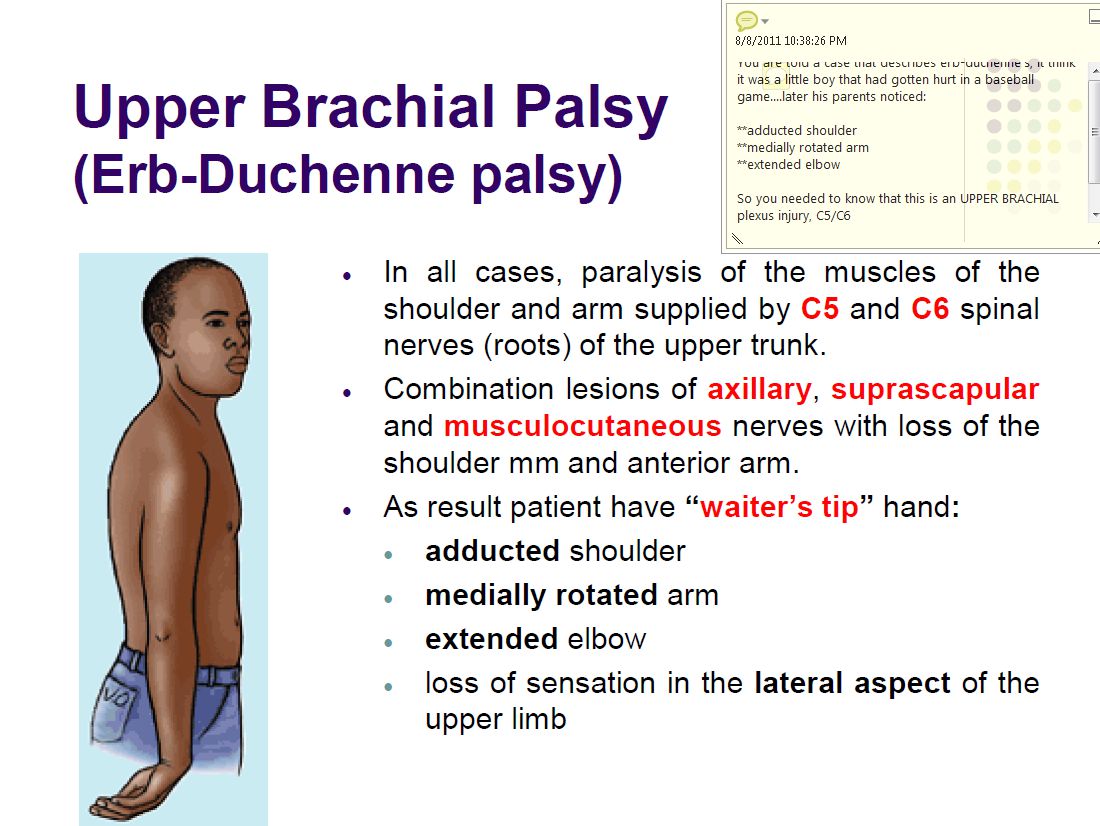 8/8/2011 10:38:26 PM
You are told a case that describes erb-duchenne's, it think
it was a little boy that had gotten hurt in a baseball
game....later his parents noticed:
**adducted shoulder
**medially rotated arm
**extended elbow
So you needed to know that this is an UPPER BRACHIAL
plexus injury, C5/C6
Upper Brachial Palsy
(Erb-Duchenne palsy)
• In all cases, paralysis of the muscles of the
shoulder and arm supplied by C5 and C6 spinal
nerves (roots) of the upper trunk.
• Combination lesions of axillary, suprascapular
and musculocutaneous nerves with loss of the
shoulder mm and anterior arm.
• As result patient have “waiter’s tip” hand:
• adducted shoulder
• medially rotated arm
• extended elbow
• loss of sensation in the lateral aspect of the
upper limb